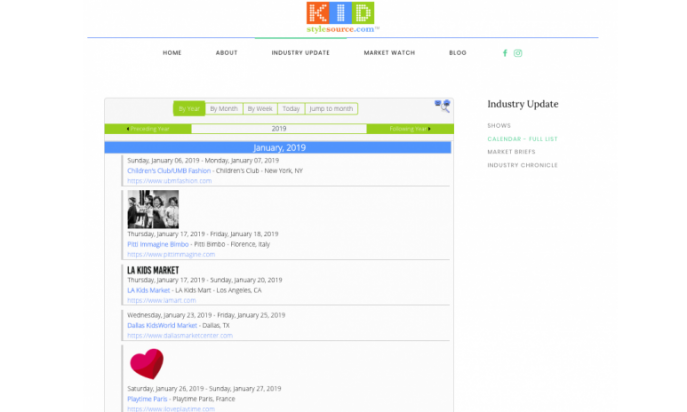 KID
stylesource.com
HOME
ABOUT
INDUSTRY UPDATE
MARKET WATCH
BLOG
By Year
By Month
By Week
Today
Jump to month
Preceding Year
2019
Following Year
January, 2019
Sunday, January 06, 2019 - Monday, January 07, 2019
Children's Club/UMB Fashion - Children's Club - New York, NY
https://www.ubmfashion.com
Thursday, January 17, 2019 - Friday, January 18, 2019
Pitti Immagine Bimbo - Pitti Bimbo - Florence, Italy
https://www.pittimmagine.com
LA KIDS MARKET
Thursday, January 17, 2019 - Sunday, January 20, 2019
LA Kids Market - LA Kids Mart - Los Angeles, CA
https://www.lamart.com
Wednesday, January 23, 2019 - Friday, January 25, 2019
Dallas KidsWorld Market - Dallas, TX
https://www.dallasmarketcenter.com
Saturday, January 26, 2019 - Sunday, January 27, 2019
Playtime Paris - Playtime Paris, France
https://www.iloveplaytime.com
Industry Update
SHOWS
CALENDAR - FULL LIST
MARKET BRIEFS
INDUSTRY CHRONICLE